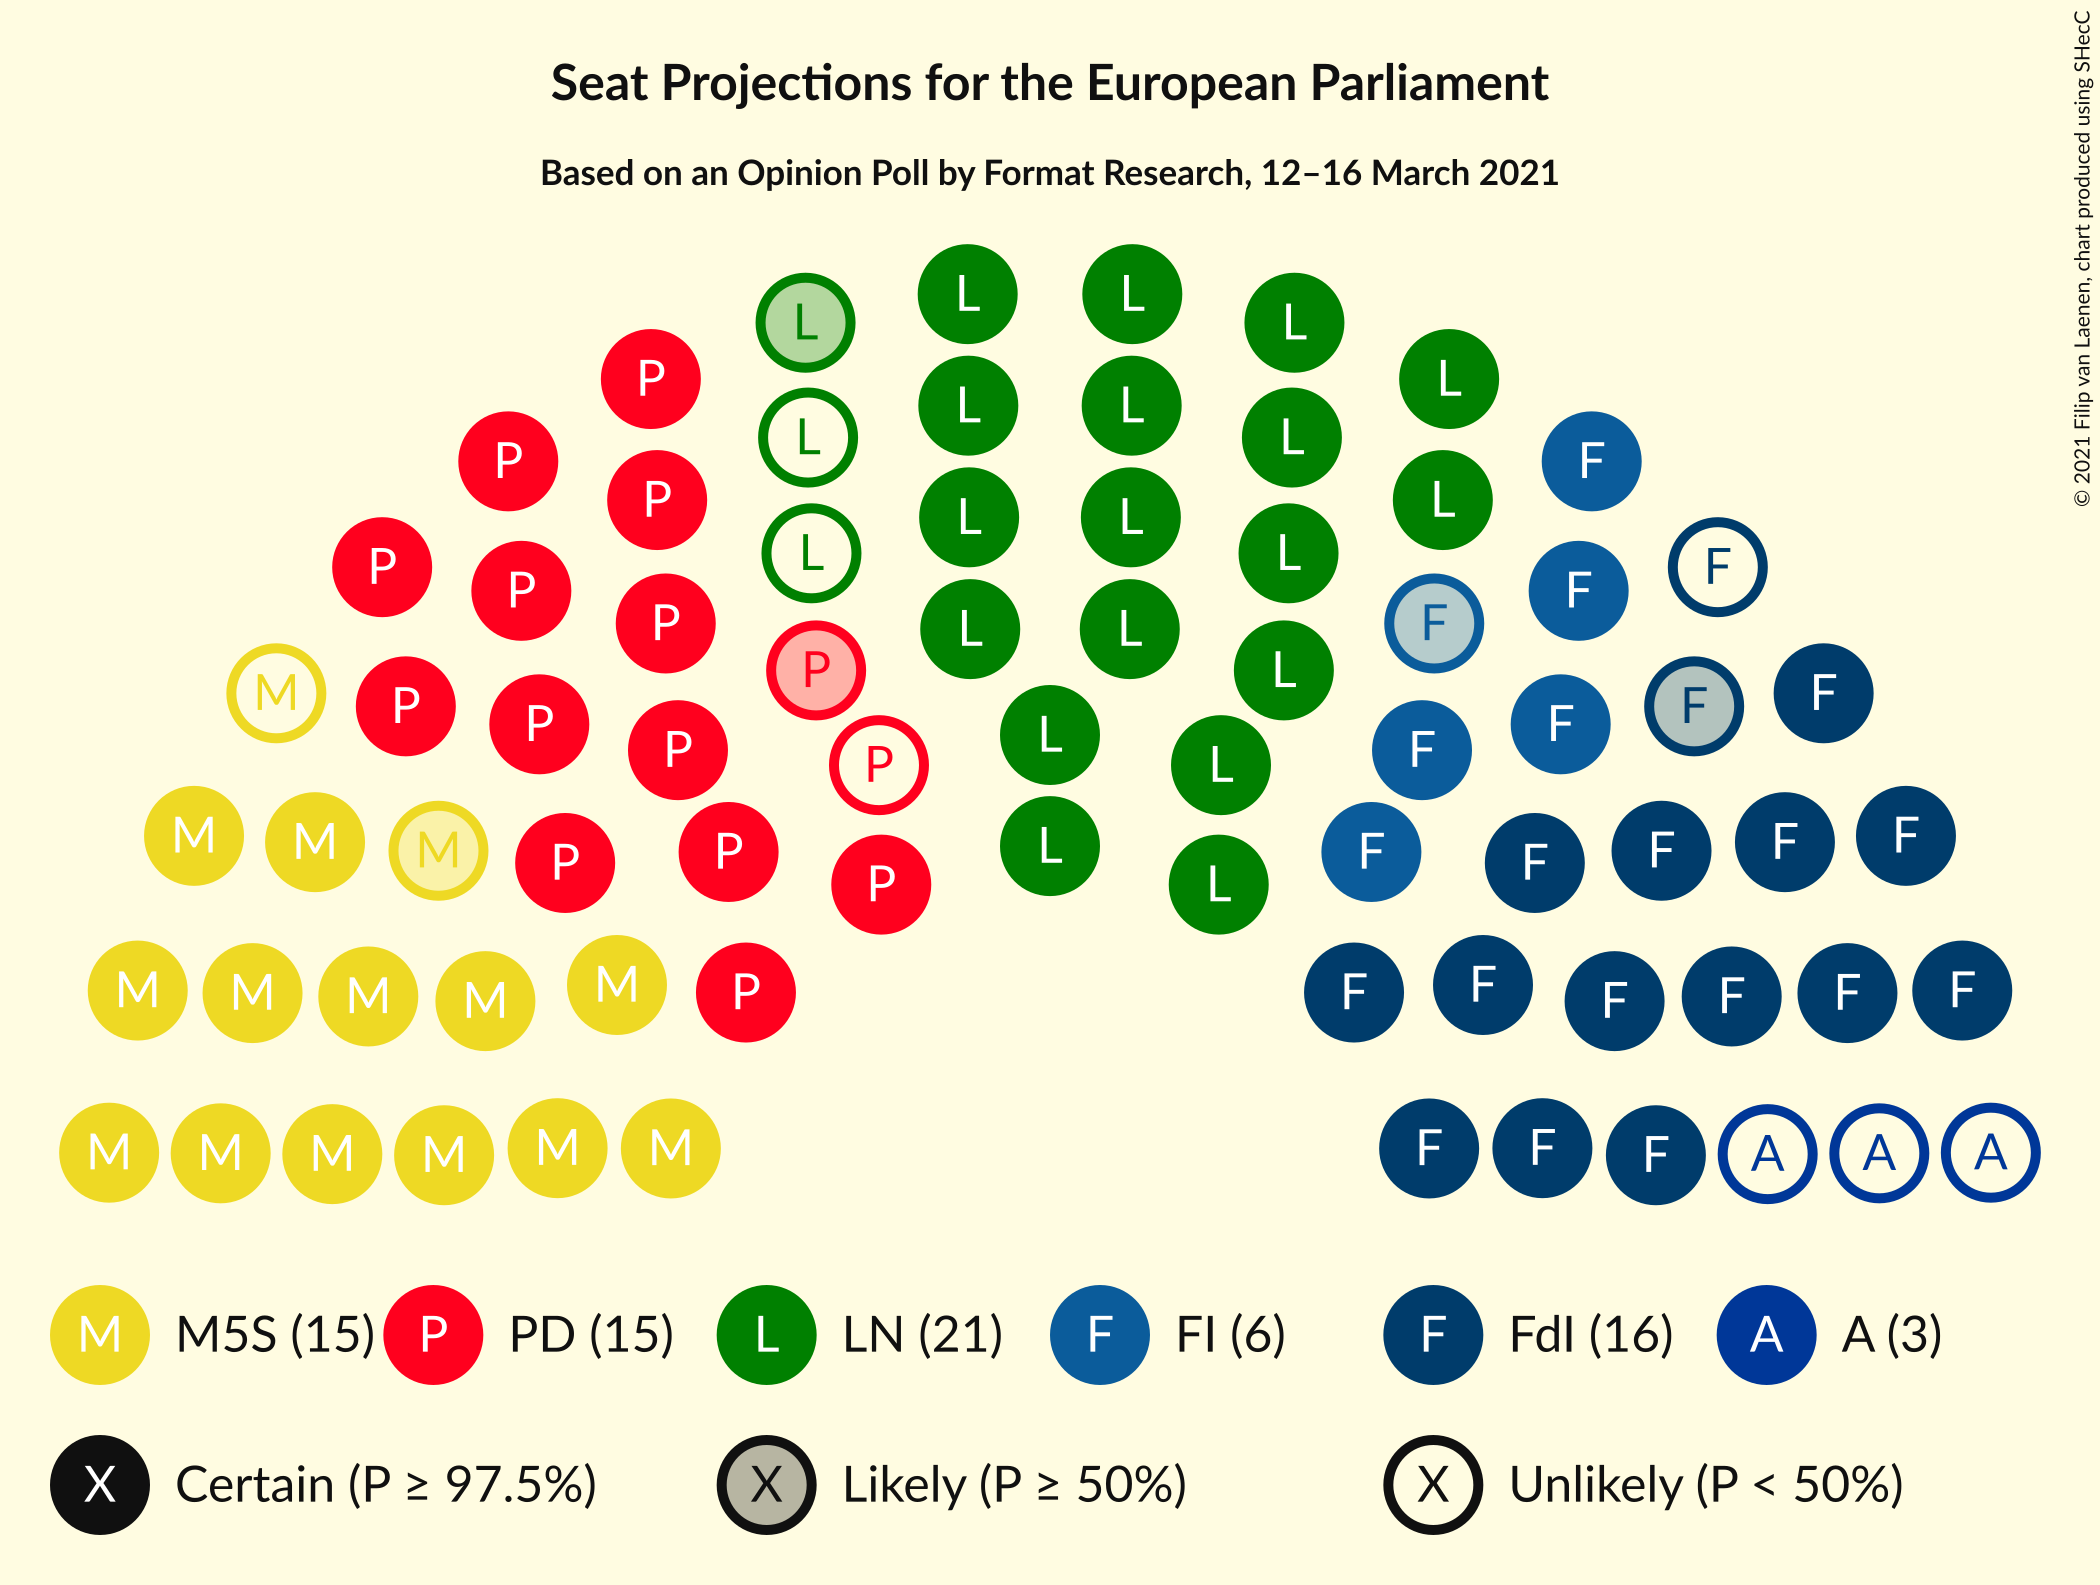 Seat Projections for the European Parliament
Based on an Opinion Poll by Format Research, 12–16 March 2021
© 2021 Filip van Laenen, chart produced using SHecC
L L L L
P L
L L L L
P F
P L L
P F
L L L L
P P F F
P L L F
M P L L F F
P P P L L F F
M M M P P P L L F F F F F
M M M M M P F F F F F F
M M M M M M F F F A A A
M M5S (15) P PD (15) L LN (21) F FI (6) F FdI (16) A A (3)
X Certain (P ≥ 97.5%) X Likely (P ≥ 50%) X Unlikely (P < 50%)